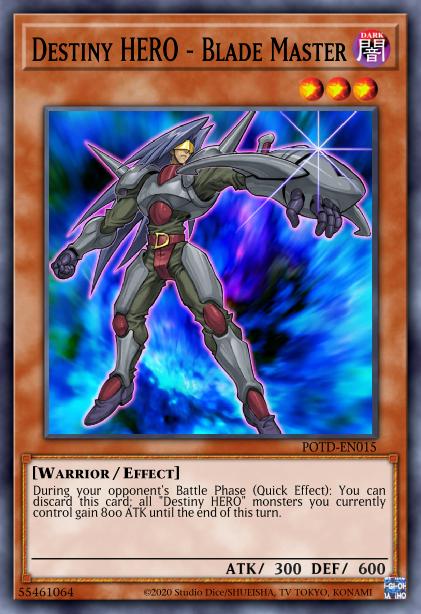 Destiny HERO - Blade Master
DARK
闇
D
POTD-EN015
[Warrior / Effect]
During your opponent's Battle Phase (Quick Effect): You can
discard this card; all "Destiny HERO" monsters you currently
control gain 800 ATK until the end of this turn.
ATK/ 300 DEF/ 600
55461064
©2020 Studio Dice/SHUEISHA, TV TOKYO, KONAMI